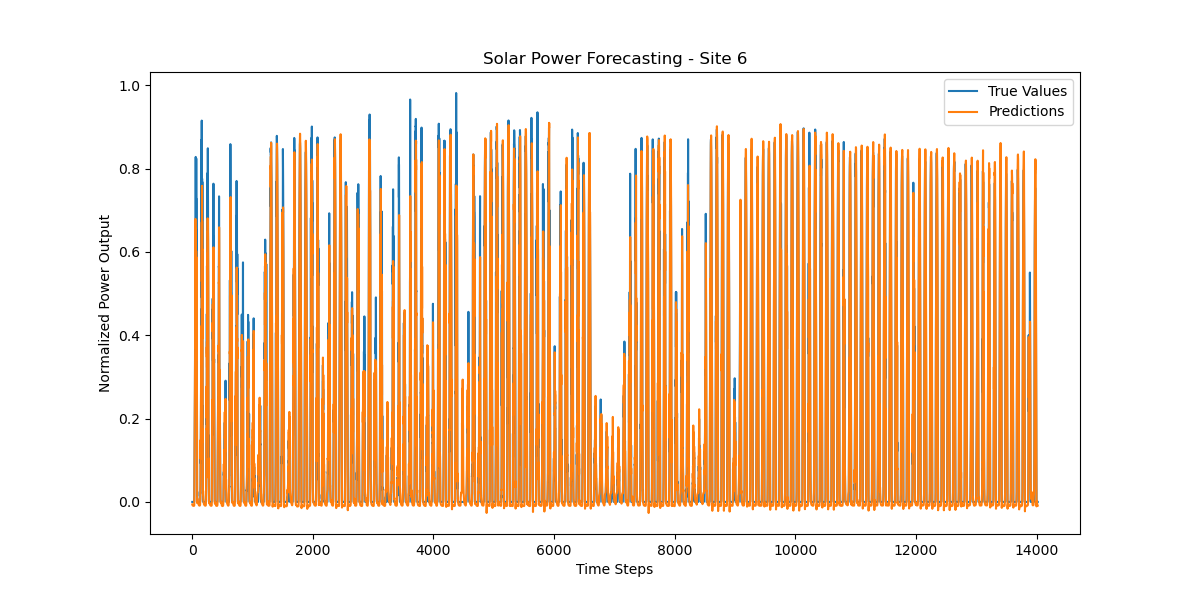 Solar Power Forecasting - Site 6
True Values
Predictions
Normalized Power Output
1.0
0.8
0.6
0.4
0.2
0.0
0
2000
4000
6000
8000
10000
12000
14000
Time Steps